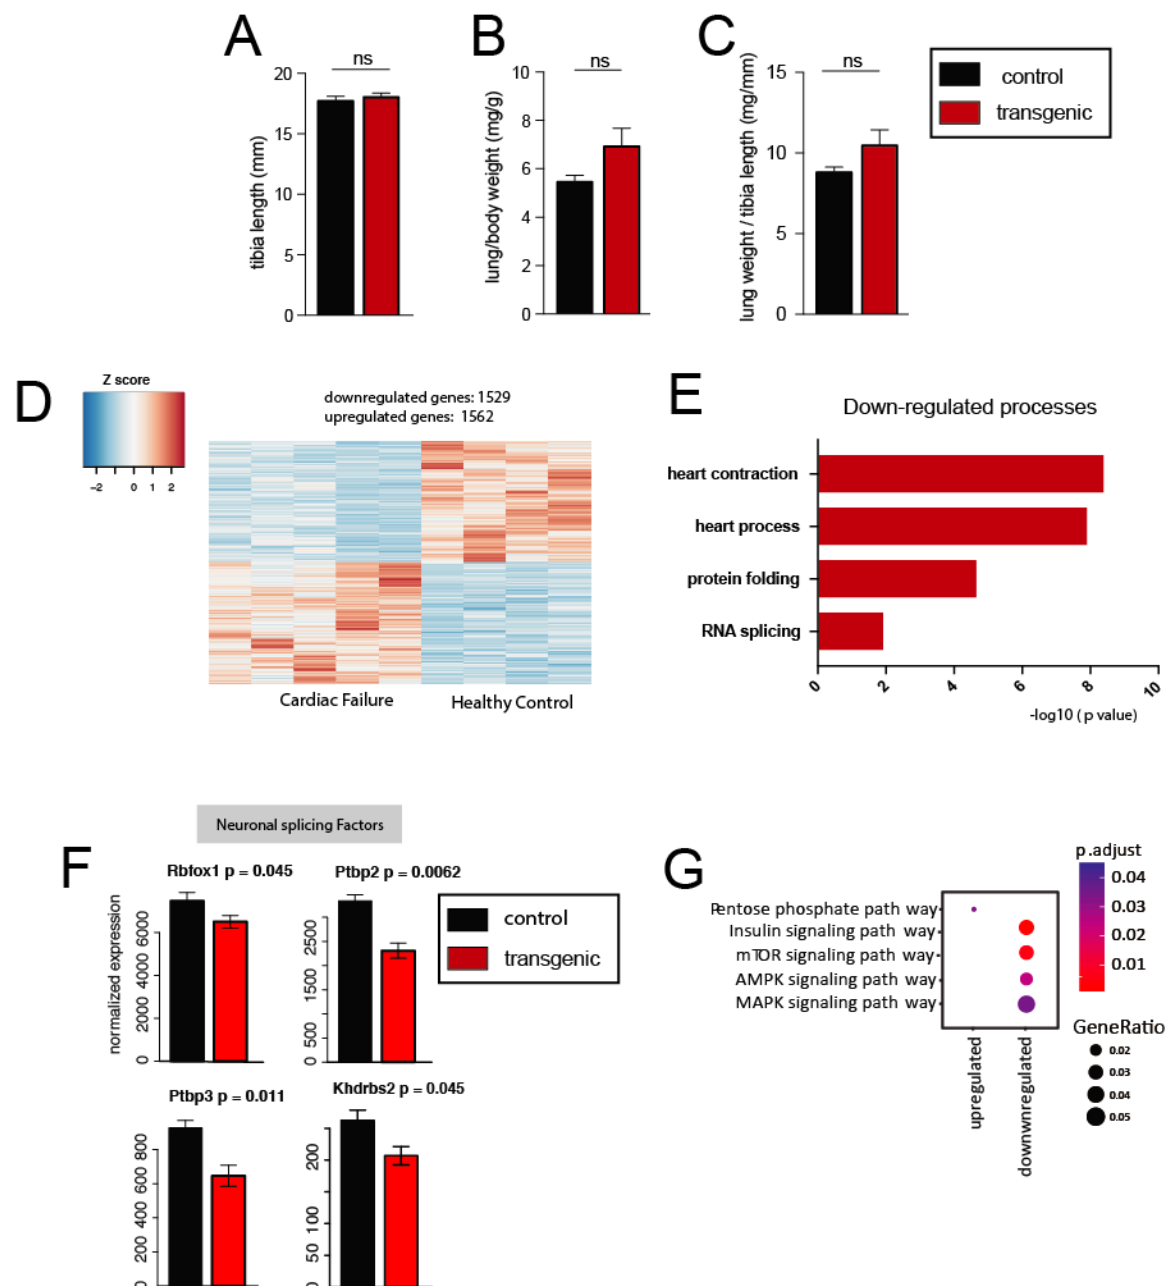 A
ns
tibia length (mm)
20
15
10
5
0
B
ns
lung/body weight (mg/g)
10
8
6
4
2
0
C
ns
lung weight / tibia length (mg/mm)
15
10
5
0
control
transgenic
D
Z score
-2 0 1 2
downregulated genes: 1529
upregulated genes: 1562
Cardiac Failure Healthy Control
E
Down-regulated processes
heart contraction
heart process
protein folding
RNA splicing
0 2 4 6 8 10
-log10 ( p value)
Neuronal splicing Factors
F
Rbfox1 p = 0.045
normalized expression
6000
4000
2000
0
Ptbp2 p = 0.0062
2500
1500
500
0
control
transgenic
Ptbp3 p = 0.011
800
600
400
200
0
Khdrbs2 p = 0.045
200
100
50
0
G
Pentose phosphate path way
Insulin signaling path way
mTOR signaling path way
AMPK signaling path way
MAPK signaling path way
upregulated
dowwnregulated
p.adjust
0.04
0.03
0.02
0.01
GeneRatio
0.02
0.03
0.04
0.05